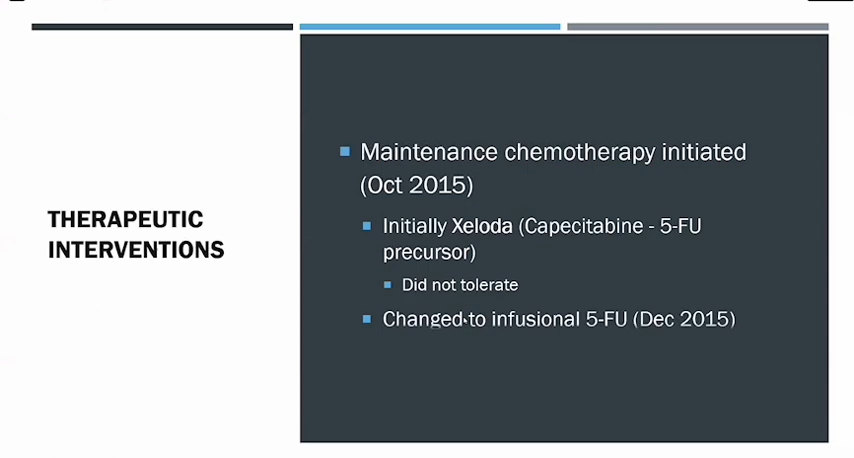 THERAPEUTIC
INTERVENTIONS
Maintenance chemotherapy initiated
(Oct 2015)
Initially Xeloda (Capecitabine - 5-FU
precursor)
Did not tolerate
Changed to infusional 5-FU (Dec 2015)